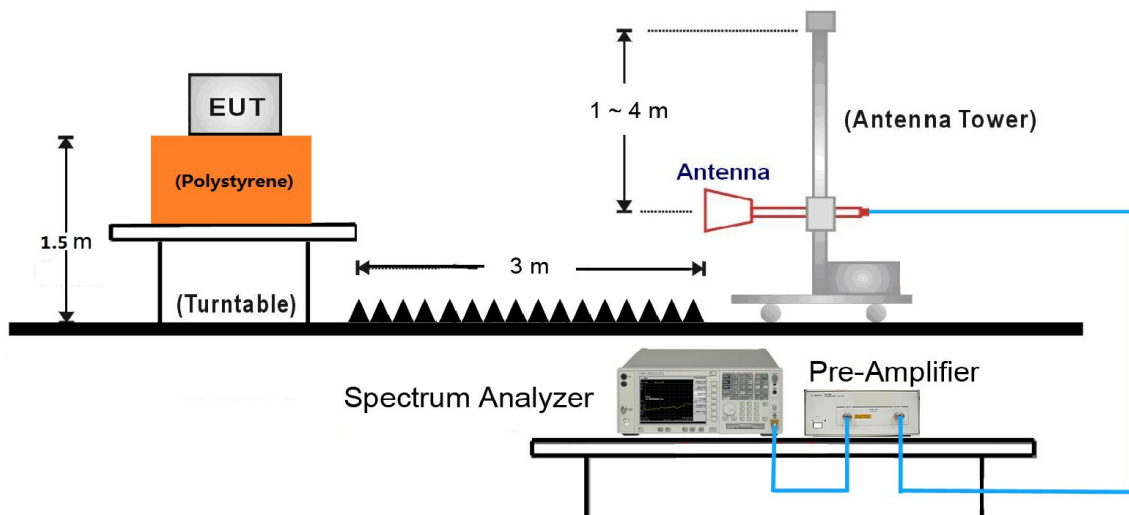 EUT
(Polystyrene)
1.5 m
(Turntable)
3 m
1 ~ 4 m
Antenna
(Antenna Tower)
Spectrum Analyzer
Pre-Amplifier